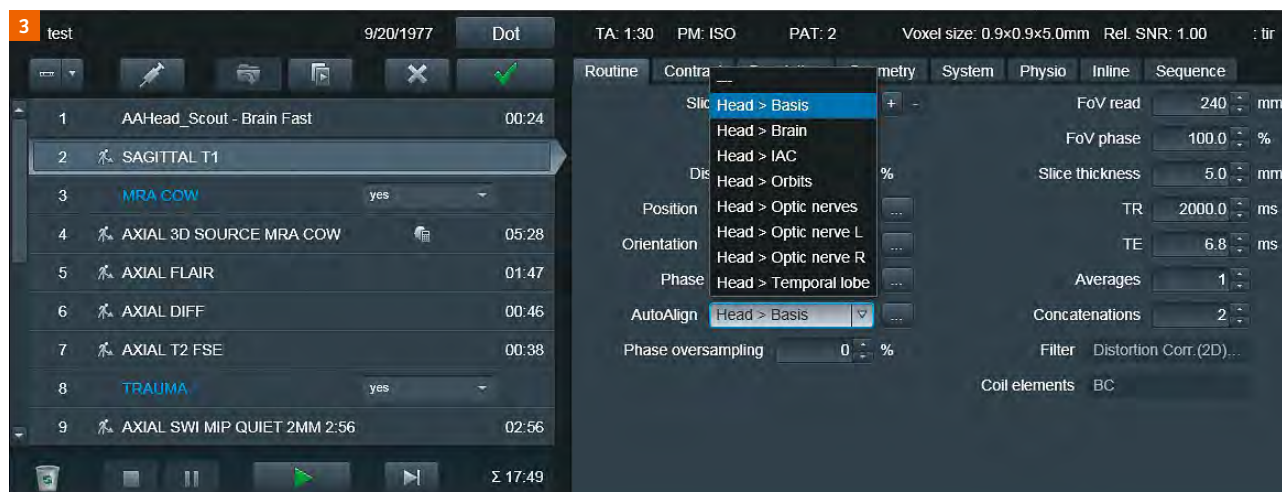 3 test 9/20/1977 Dot
TA: 1:30 PM: ISO PAT: 2 Voxel size: 0.9×0.9×5.0mm Rel. SNR: 1.00 : tir
Routine Contra metry System Physio Inline Sequence
1 AAHead_Scout - Brain Fast 00:24
2 SAGITTAL T1
3 MRA COW yes
4 AXIAL 3D SOURCE MRA COW 05:28
5 AXIAL FLAIR 01:47
6 AXIAL DIFF 00:46
7 AXIAL T2 FSE 00:38
8 TRAUMA yes
9 AXIAL SWI MIP QUIET 2MM 2:56 02:56
Σ 17:49
Slic + -
Dis %
Position ...
Orientation ...
Phase ...
---
Head > Basis
Head > Brain
Head > IAC
Head > Orbits
Head > Optic nerves
Head > Optic nerve L
Head > Optic nerve R
Head > Temporal lobe
AutoAlign Head > Basis ...
Phase oversampling 0 %
FoV read 240 mm
FoV phase 100.0 %
Slice thickness 5.0 mm
TR 2000.0 ms
TE 6.8 ms
Averages 1
Concatenations 2
Filter Distortion Corr.(2D)...
Coil elements BC